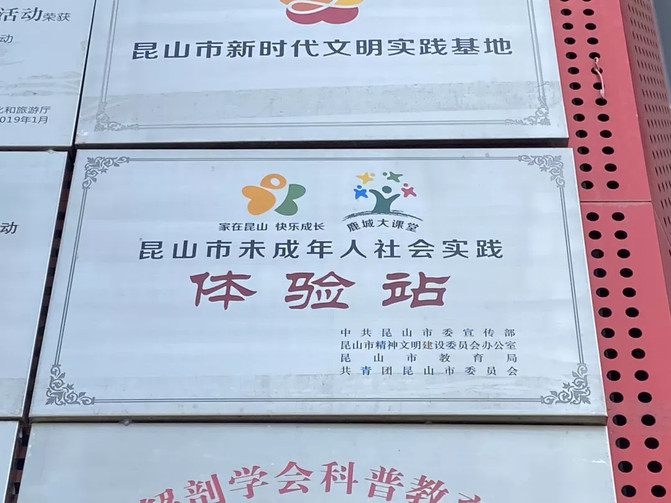 活动荣获
动
化和旅游厅
2019年1月
昆山市新时代文明实践基地
动
家在昆山 快乐成长
鹿城大课堂
昆山市未成年人社会实践
体验站
中共昆山市委宣传部
昆山市精神文明建设委员会办公室
昆山市教育局
共青团昆山市委员会
解剖学会科普教育